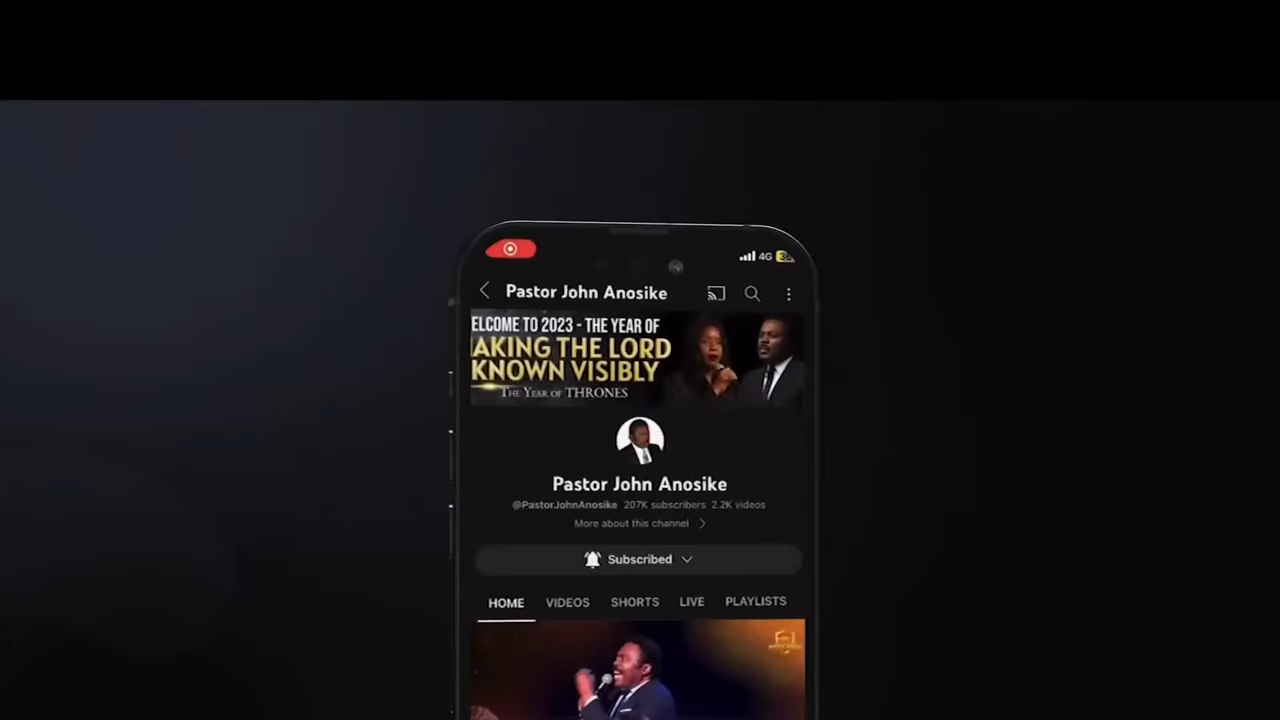 4G
Pastor John Anosike
ELCOME TO 2023 - THE YEAR OF
AKING THE LORD
KNOWN VISIBLY
THE YEAR OF THRONES
Pastor John Anosike
@PastorJohnAnosike 207K subscribers 2.2K videos
More about this channel
Subscribed
HOME VIDEOS SHORTS LIVE PLAYLISTS